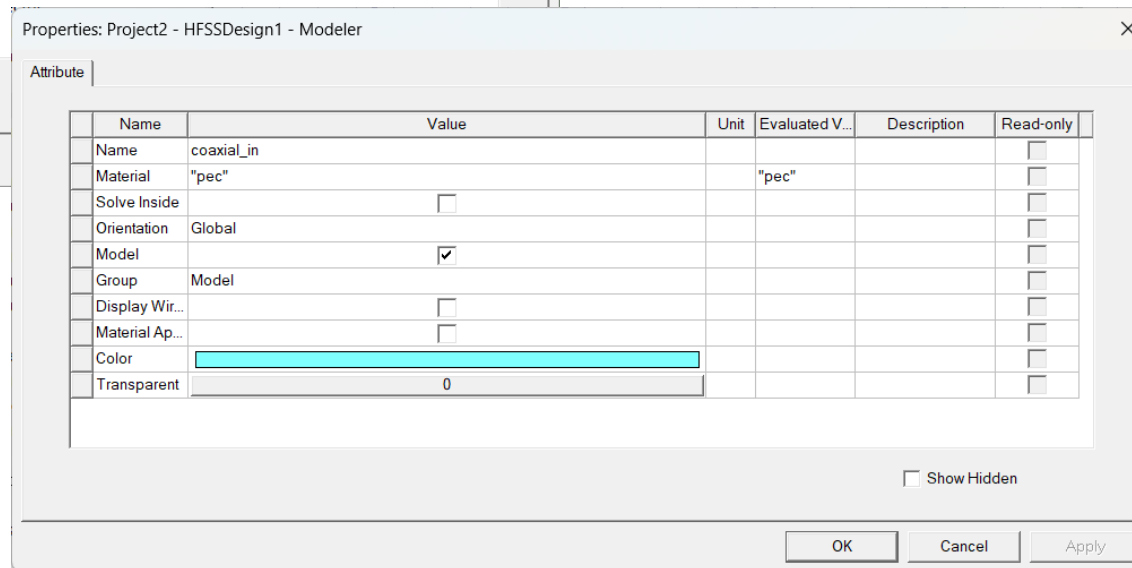 Properties: Project2 - HFSSDesign1 - Modeler
Attribute
Name Value Unit Evaluated V... Description Read-only
Name coaxial_in
Material "pec" "pec"
Solve Inside
Orientation Global
Model
Group Model
Display Wir...
Material Ap...
Color
Transparent 0
Show Hidden
OK Cancel Apply